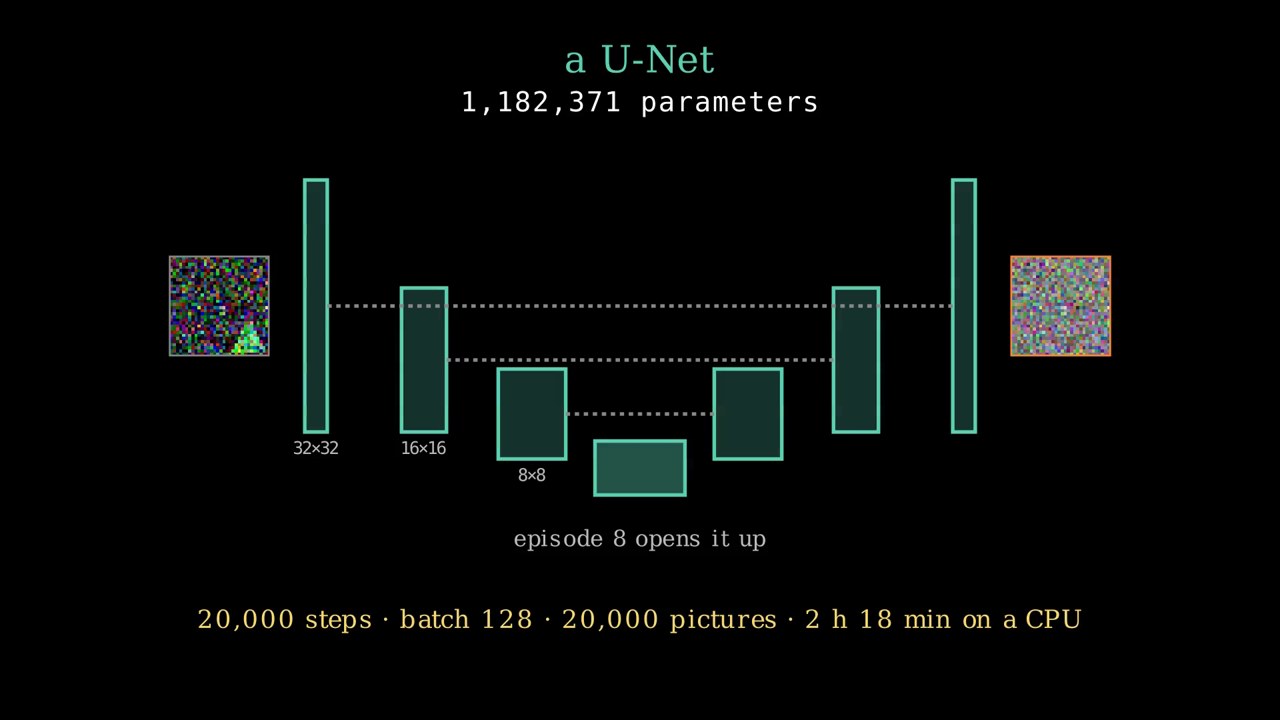 a U-Net
1,182,371 parameters
32×32
16×16
8×8
episode 8 opens it up
20,000 steps · batch 128 · 20,000 pictures · 2 h 18 min on a CPU